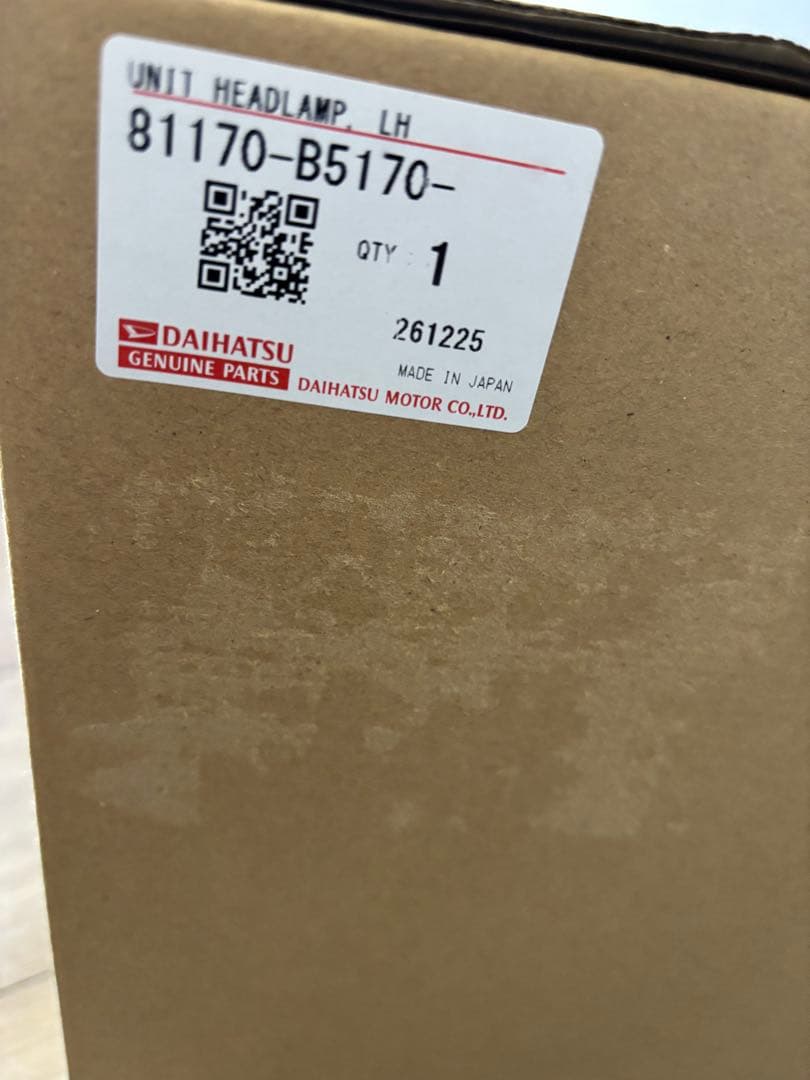 UNIT HEADLAMP, LH
81170-B5170-
QTY : 1
261225
DAIHATSU
GENUINE PARTS
MADE IN JAPAN
DAIHATSU MOTOR CO.,LTD.